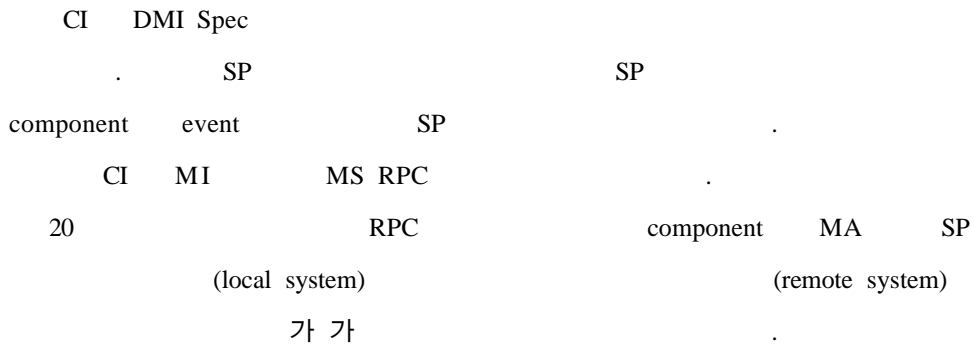 CI DMI Spec
. SP SP
component event SP .
CI MI MS RPC .
20 RPC component MA SP
(local system) (remote system)
가 가 .